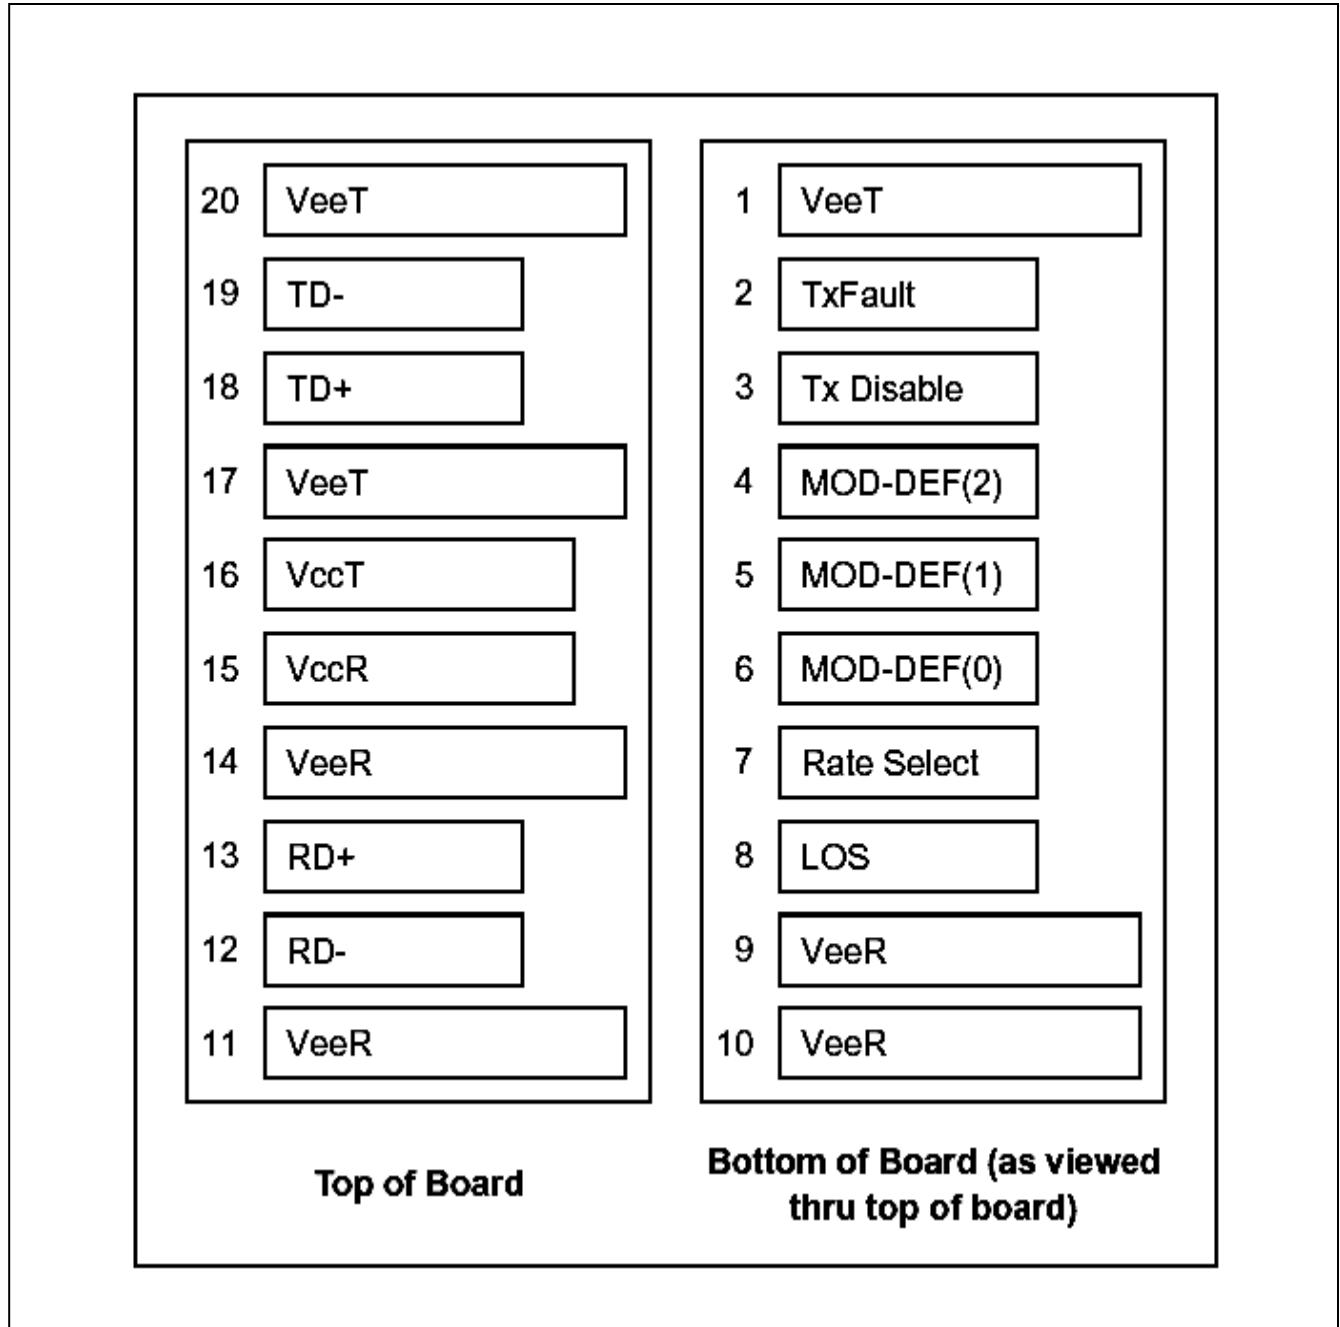 20 VeeT
19 TD-
18 TD+
17 VeeT
16 VccT
15 VccR
14 VeeR
13 RD+
12 RD-
11 VeeR
Top of Board
1 VeeT
2 TxFault
3 Tx Disable
4 MOD-DEF(2)
5 MOD-DEF(1)
6 MOD-DEF(0)
7 Rate Select
8 LOS
9 VeeR
10 VeeR
Bottom of Board (as viewed
thru top of board)